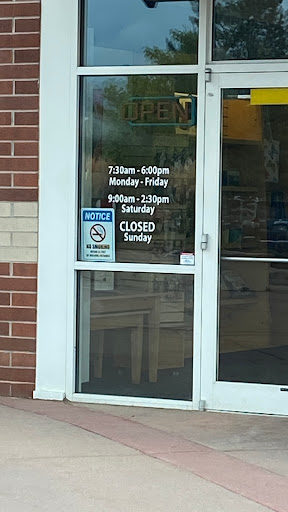 OPEN
7:30am - 6:00pm
Monday - Friday
9:00am - 2:30pm
Saturday
CLOSED
Sunday
NOTICE
NO SMOKING